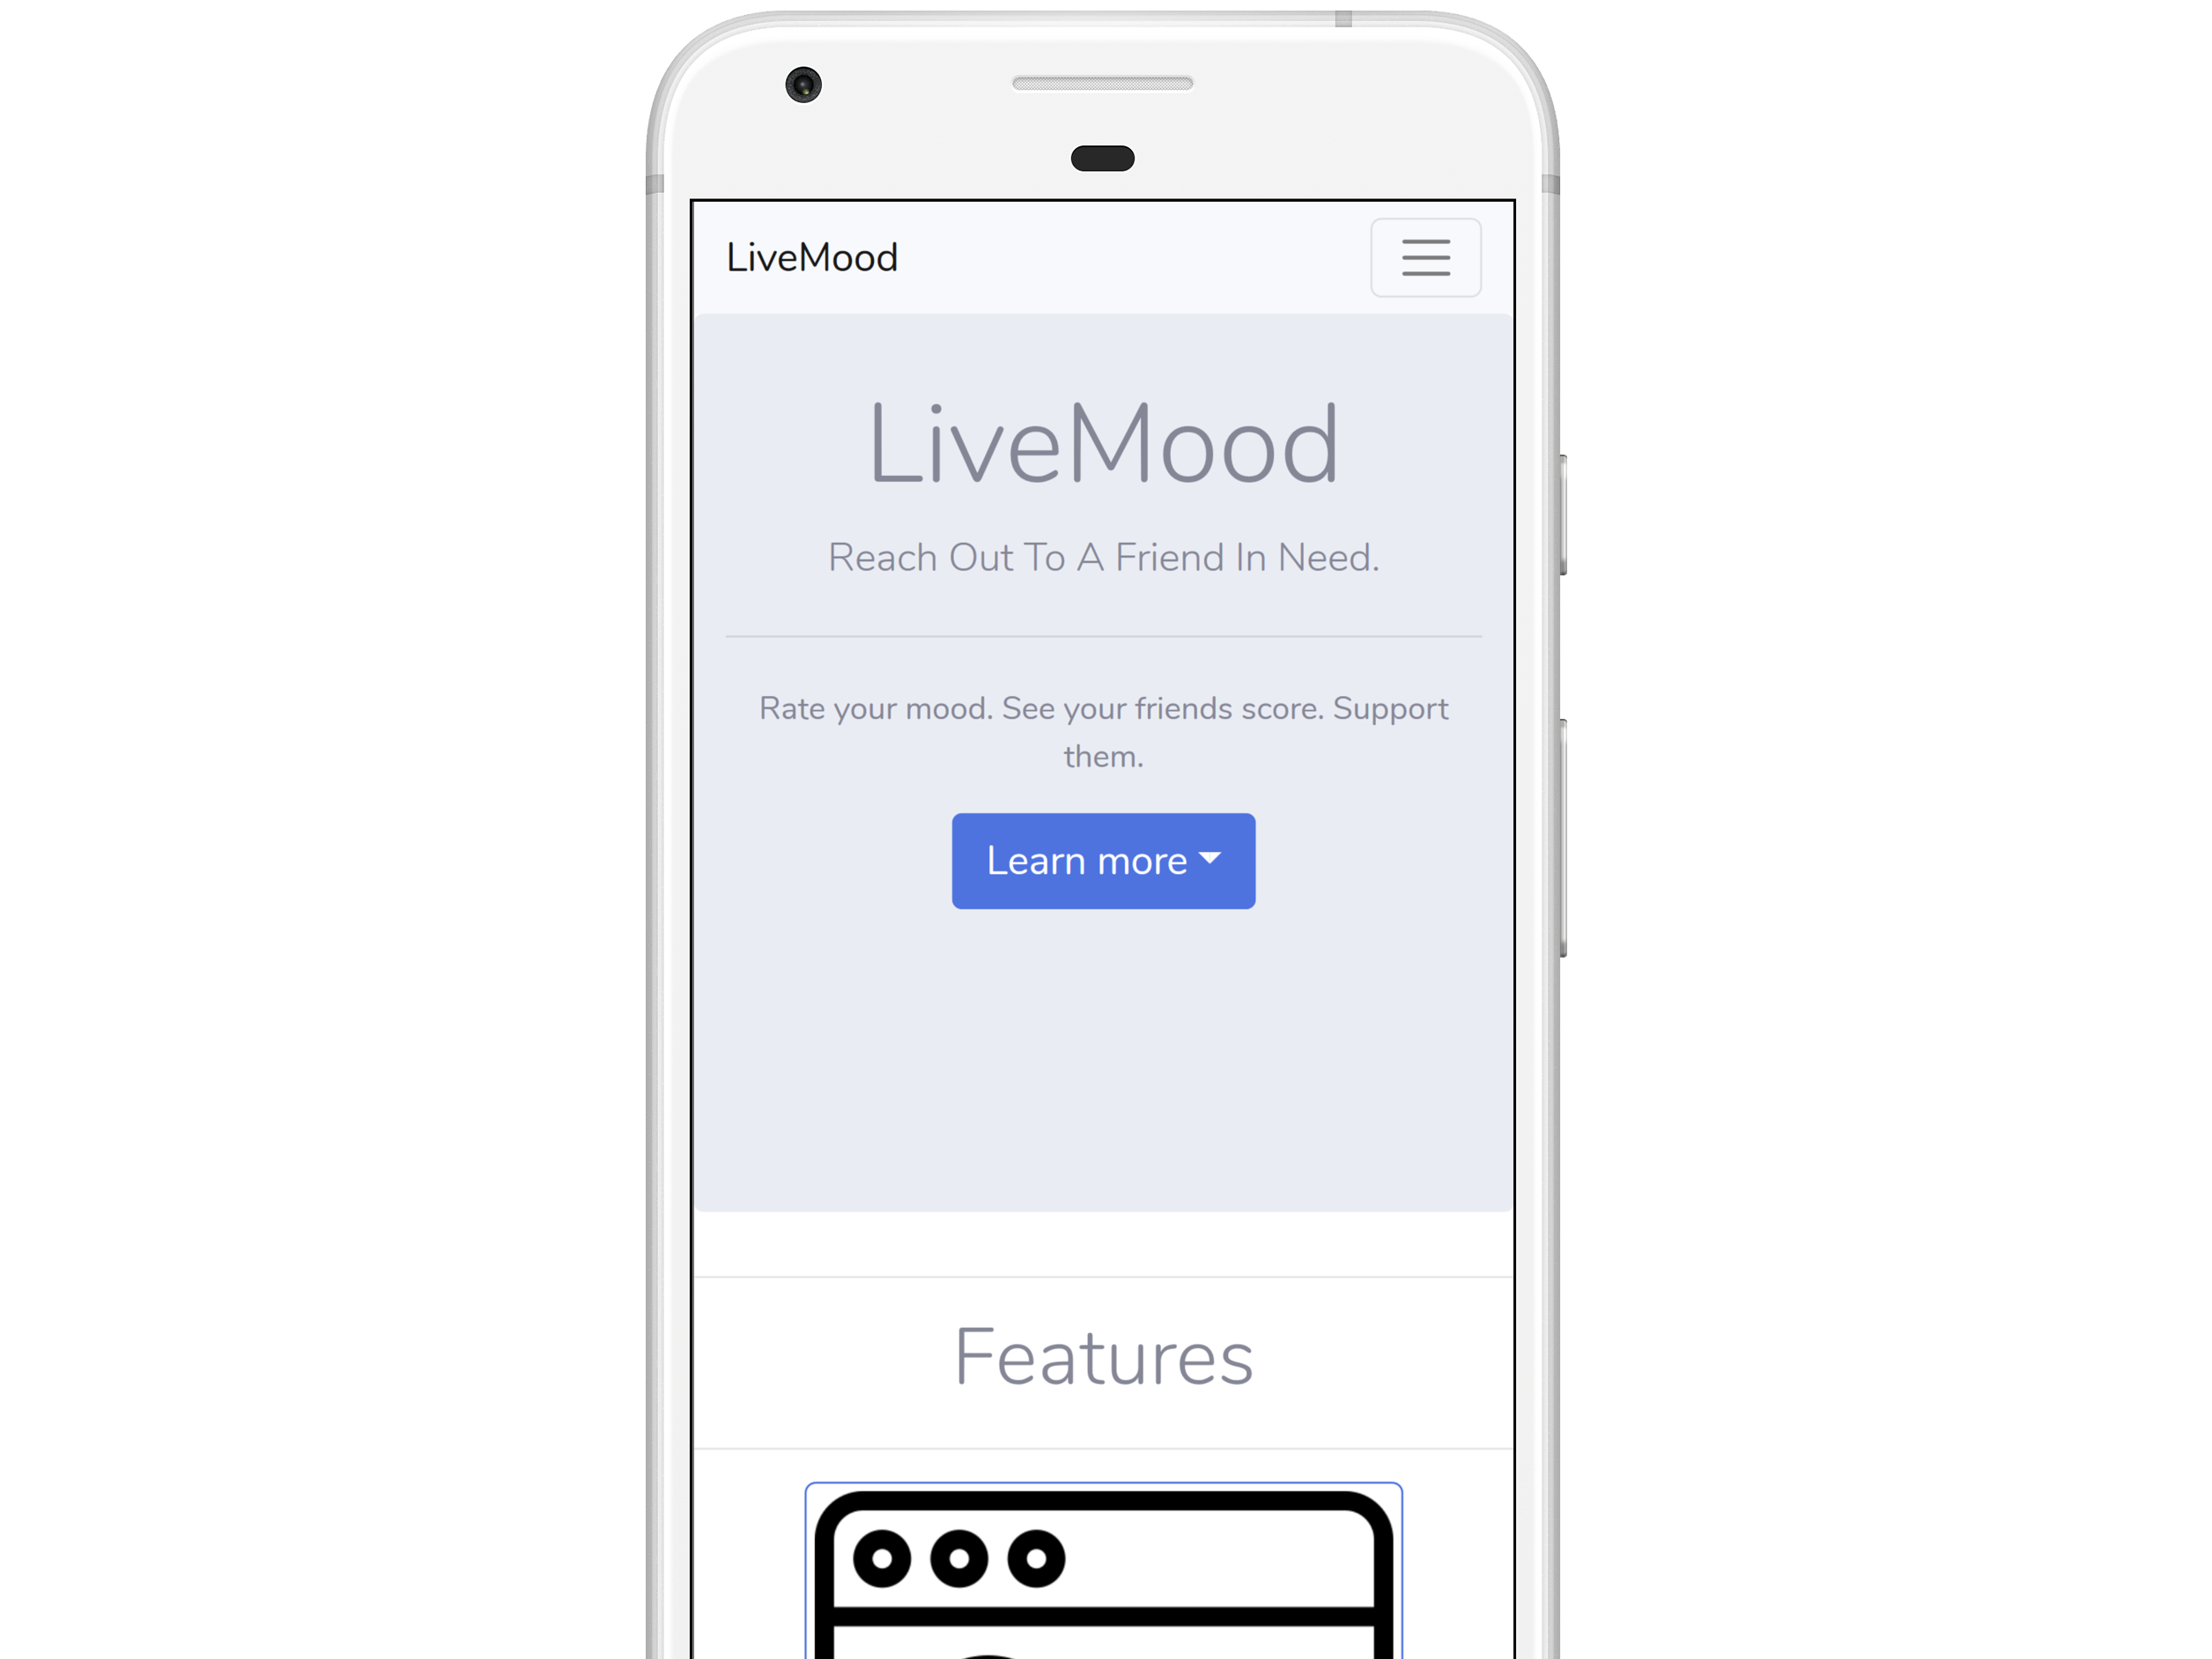 LiveMood
LiveMood
Reach Out To A Friend In Need.
Rate your mood. See your friends score. Support
them.
Learn more
Features